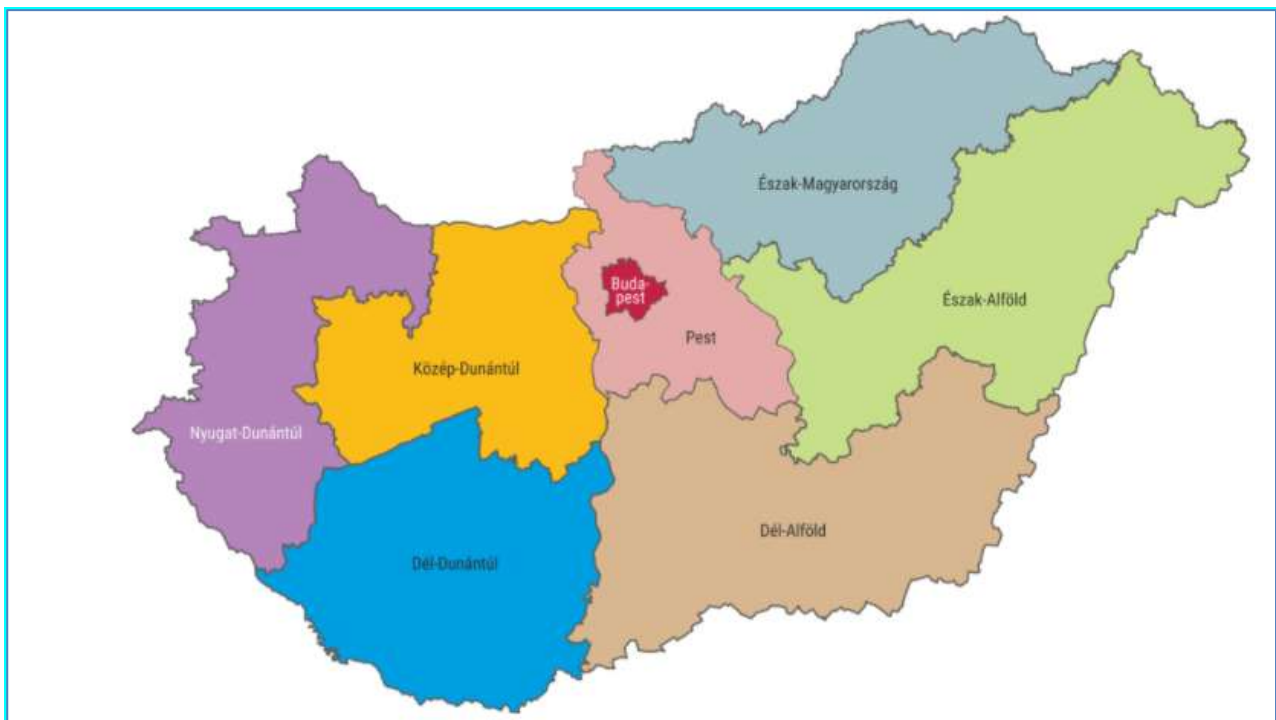 Észak-Magyarország
Buda-
pest
Észak-Alföld
Pest
Közép-Dunántúl
Nyugat-Dunántúl
Dél-Alföld
Dél-Dunántúl